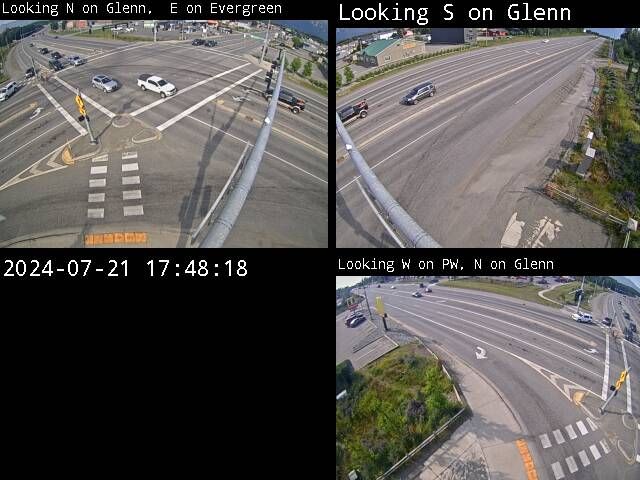 Looking N on Glenn, E on Evergreen
Looking S on Glenn
2024-07-21 17:48:18
Looking W on PW, N on Glenn